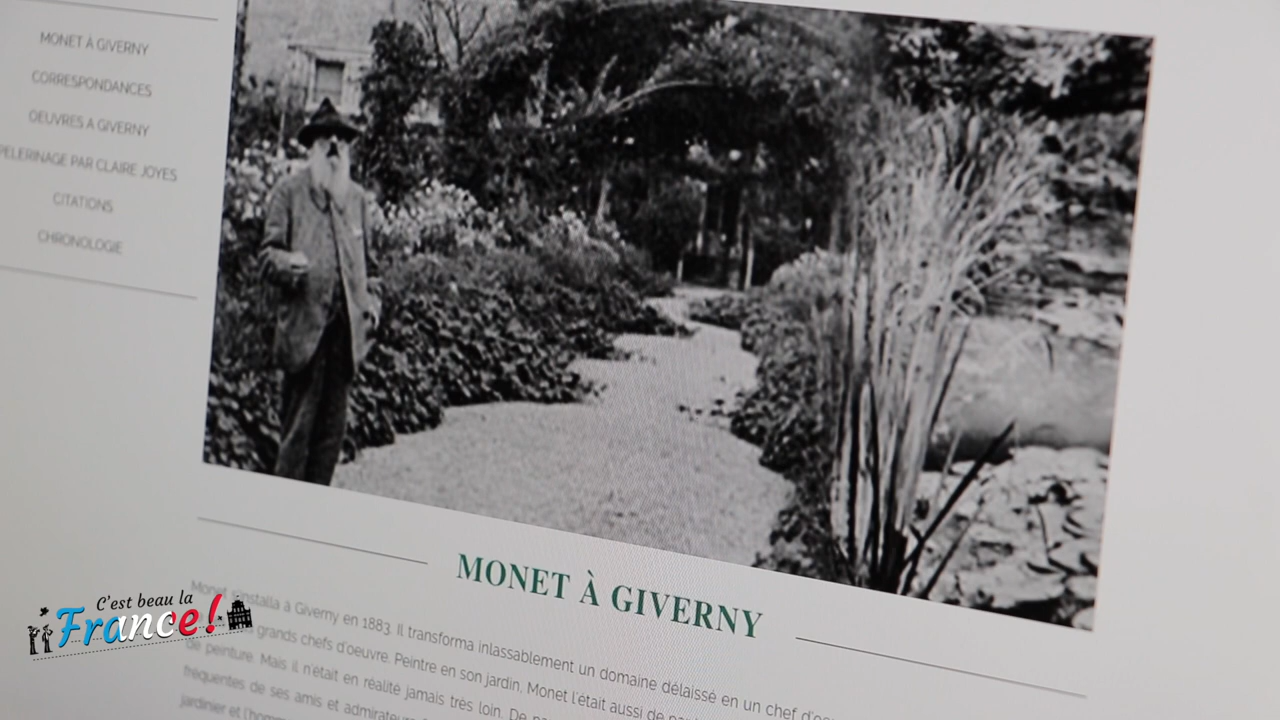 MONET À GIVERNY
CORRESPONDANCES
OEUVRES A GIVERNY
PELERINAGE PAR CLAIRE JOYES
CITATIONS
CHRONOLOGIE
MONET À GIVERNY
Monet s'installa à Giverny en 1883. Il transforma inlassablement un domaine délaissé en un chef d'oeu
grands chefs d'oeuvre. Peintre en son jardin, Monet l'était aussi de
de peinture. Mais il n'était en réalité jamais très loin. De
fréquentes de ses amis et admirateurs
jardinier et l'homm
C'est beau la
France !